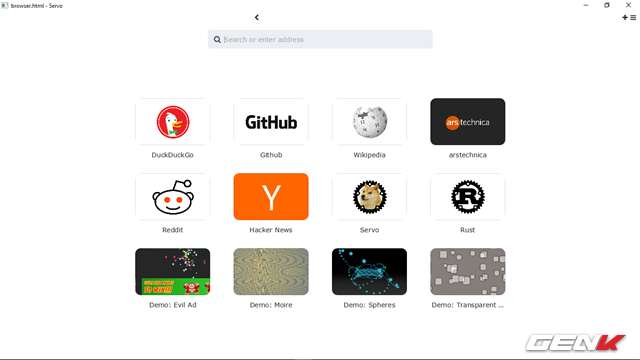 browser.html - Servo
Search or enter address
GitHub
ars technica
DuckDuckGo
Github
Wikipedia
arstechnica
Y
R
Reddit
Hacker News
Servo
Rust
Demo: Evil Ad
Demo: Moire
Demo: Spheres
Demo: Transparent ...
GENK